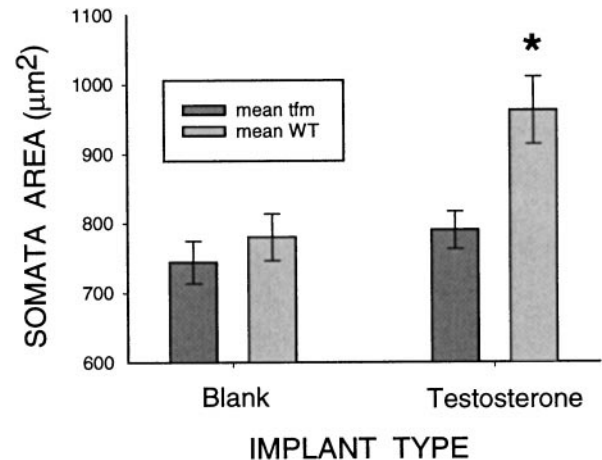 1100
1000
900
800
700
600
SOMATA AREA (μm²)
mean tfm
mean WT
*
Blank
Testosterone
IMPLANT TYPE